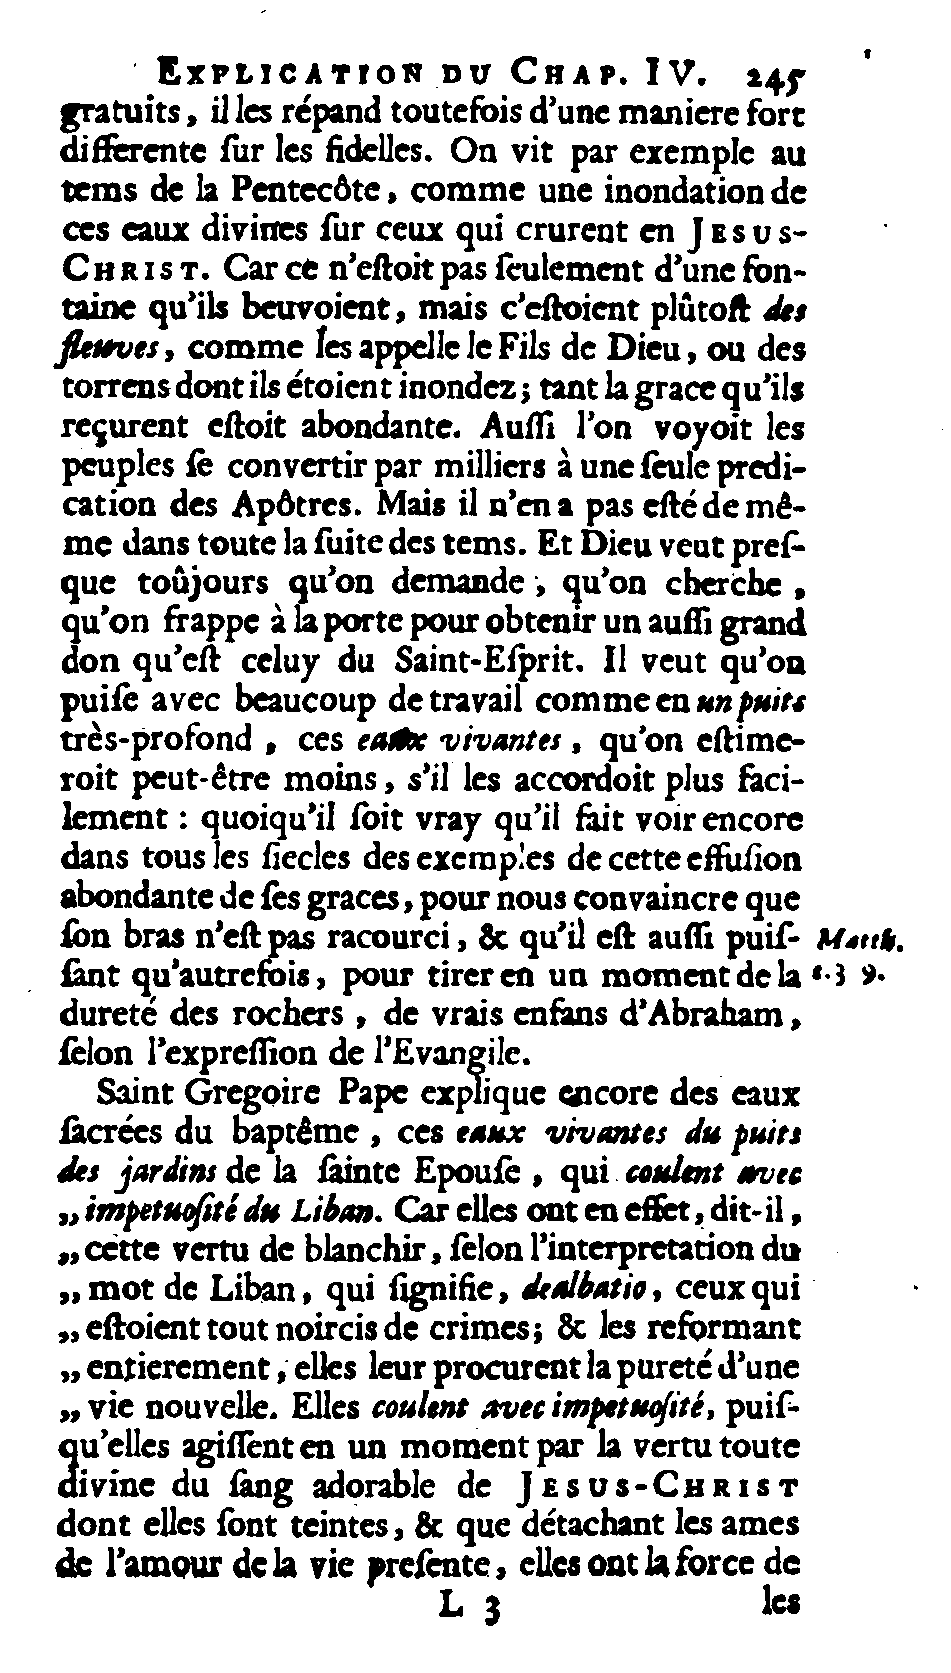 EXPLICATION DU CHAP. IV. 245
gratuits, il les répand toutefois d'une maniere fort
differente ſur les fidelles. On vit par exemple au
tems de la Pentecôte, comme une inondation de
ces eaux divines ſur ceux qui crurent en JESUS-
CHRIST. Car ce n'eſtoit pas ſeulement d'une fon-
taine qu'ils beuvoient, mais c'eſtoient plûtoſt des
fleuves, comme les appelle le Fils de Dieu, ou des
torrens dont ils étoient inondez; tant la grace qu'ils
reçurent eſtoit abondante. Auſſi l'on voyoit les
peuples ſe convertir par milliers à une ſeule predi-
cation des Apôtres. Mais il n'en a pas eſté de mê-
me dans toute la ſuite des tems. Et Dieu veut preſ-
que toûjours qu'on demande, qu'on cherche,
qu'on frappe à la porte pour obtenir un auſſi grand
don qu'eſt celuy du Saint-Eſprit. Il veut qu'on
puiſe avec beaucoup de travail comme en un puits
très-profond, ces eaux vivantes, qu'on eſtime-
roit peut-être moins, s'il les accordoit plus faci-
lement : quoiqu'il ſoit vray qu'il fait voir encore
dans tous les ſiecles des exemples de cette effuſion
abondante de ſes graces, pour nous convaincre que
ſon bras n'eſt pas racourci, & qu'il eſt auſſi puiſ- Matth.
ſant qu'autrefois, pour tirer en un moment de la c.3 9.
dureté des rochers, de vrais enfans d'Abraham,
ſelon l'expreſſion de l'Evangile.
Saint Gregoire Pape explique encore des eaux
ſacrées du baptême, ces eaux vivantes du puits
des jardins de la ſainte Epouſe, qui coulent avec
„ impetuoſité du Liban. Car elles ont en effet, dit-il,
„ cette vertu de blanchir, ſelon l'interpretation du
„ mot de Liban, qui ſignifie, dealbatio, ceux qui
„ eſtoient tout noircis de crimes; & les reformant
„ entierement, elles leur procurent la pureté d'une
„ vie nouvelle. Elles coulent avec impetuoſité, puiſ-
qu'elles agiſſent en un moment par la vertu toute
divine du ſang adorable de JESUS-CHRIST
dont elles ſont teintes, & que détachant les ames
de l'amour de la vie preſente, elles ont la force de
L 3 les